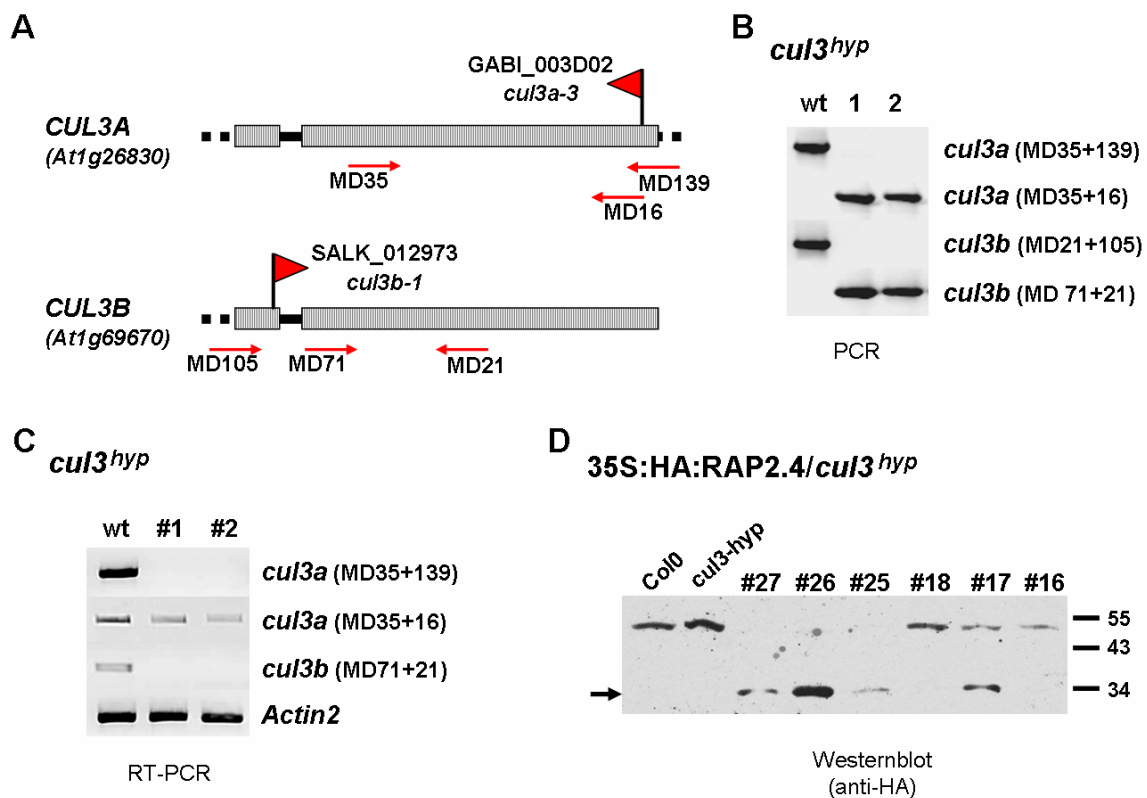 A
GABI_003D02
cul3a-3
CUL3A
(At1g26830)
MD35
MD139
MD16
SALK_012973
cul3b-1
CUL3B
(At1g69670)
MD105
MD71
MD21
B
cul3hyp
wt 1 2
cul3a (MD35+139)
cul3a (MD35+16)
cul3b (MD21+105)
cul3b (MD 71+21)
PCR
C
cul3hyp
wt #1 #2
cul3a (MD35+139)
cul3a (MD35+16)
cul3b (MD71+21)
Actin2
RT-PCR
D
35S:HA:RAP2.4/cul3hyp
Col0 cul3-hyp #27 #26 #25 #18 #17 #16
55
43
34
Westernblot
(anti-HA)